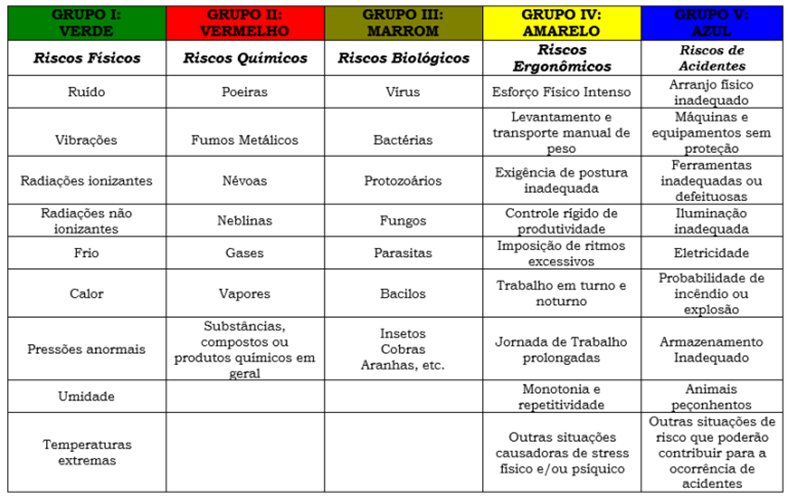 GRUPO I:
VERDE
GRUPO II:
VERMELHO
GRUPO III:
MARROM
GRUPO IV:
AMARELO
GRUPO V:
AZUL
Riscos Físicos
Riscos Químicos
Riscos Biológicos
Riscos
Ergonômicos
Riscos de
Acidentes
Ruído
Poeiras
Vírus
Esforço Físico Intenso
Arranjo físico
inadequado
Vibrações
Fumos Metálicos
Bactérias
Levantamento e
transporte manual de
peso
Máquinas e
equipamentos sem
proteção
Radiações ionizantes
Névoas
Protozoários
Exigência de postura
inadequada
Ferramentas
inadequadas ou
defeituosas
Radiações não
ionizantes
Neblinas
Fungos
Controle rígido de
produtividade
Iluminação
inadequada
Frio
Gases
Parasitas
Imposição de ritmos
excessivos
Eletricidade
Calor
Vapores
Bacilos
Trabalho em turno e
noturno
Probabilidade de
incêndio ou
explosão
Pressões anormais
Substâncias,
compostos ou
produtos químicos em
geral
Insetos
Cobras
Aranhas, etc.
Jornada de Trabalho
prolongadas
Armazenamento
Inadequado
Umidade
Monotonia e
repetitividade
Animais
peçonhentos
Temperaturas
extremas
Outras situações
causadoras de stress
físico e/ou psíquico
Outras situações de
risco que poderão
contribuir para a
ocorrência de
acidentes